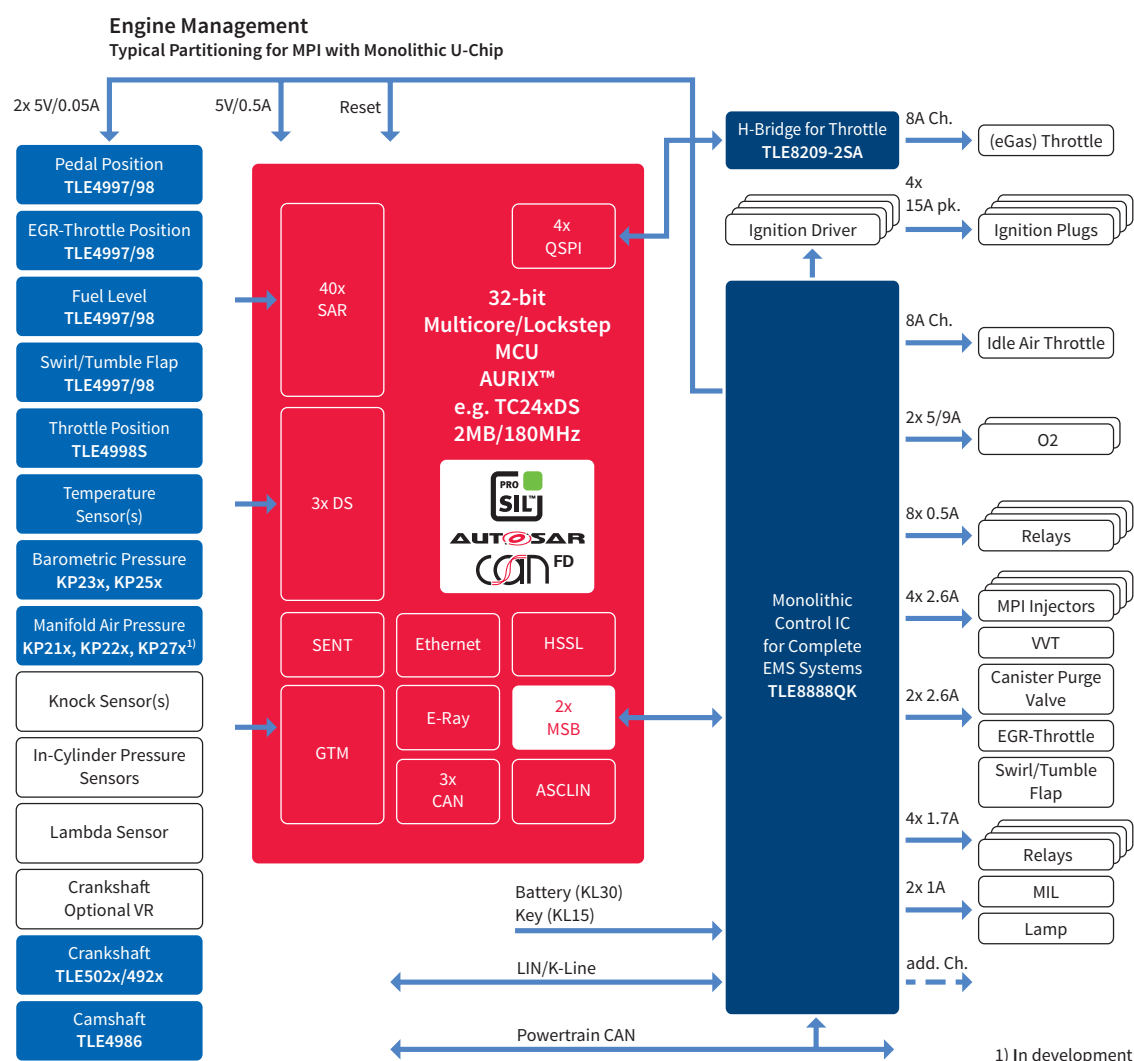 Engine Management
Typical Partitioning for MPI with Monolithic U-Chip
2x 5V/0.05A
5V/0.5A
Reset
Pedal Position
TLE4997/98
EGR-Throttle Position
TLE4997/98
Fuel Level
TLE4997/98
Swirl/Tumble Flap
TLE4997/98
Throttle Position
TLE4998S
Temperature
Sensor(s)
Barometric Pressure
KP23x, KP25x
Manifold Air Pressure
KP21x, KP22x, KP27x1)
Knock Sensor(s)
In-Cylinder Pressure
Sensors
Lambda Sensor
Crankshaft
Optional VR
Crankshaft
TLE502x/492x
Camshaft
TLE4986
40x
SAR
3x DS
SENT
GTM
4x
QSPI
32-bit
Multicore/Lockstep
MCU
AURIX™
e.g. TC24xDS
2MB/180MHz
PRO
SIL™
AUTOSAR
CAN FD
Ethernet
HSSL
E-Ray
2x
MSB
3x
CAN
ASCLIN
Battery (KL30)
Key (KL15)
LIN/K-Line
Powertrain CAN
H-Bridge for Throttle
TLE8209-2SA
Ignition Driver
Monolithic
Control IC
for Complete
EMS Systems
TLE8888QK
8A Ch.
(eGas) Throttle
4x
15A pk.
Ignition Plugs
8A Ch.
Idle Air Throttle
2x 5/9A
O2
8x 0.5A
Relays
4x 2.6A
MPI Injectors
VVT
2x 2.6A
Canister Purge
Valve
EGR-Throttle
Swirl/Tumble
Flap
4x 1.7A
Relays
2x 1A
MIL
Lamp
add. Ch.
1) In development